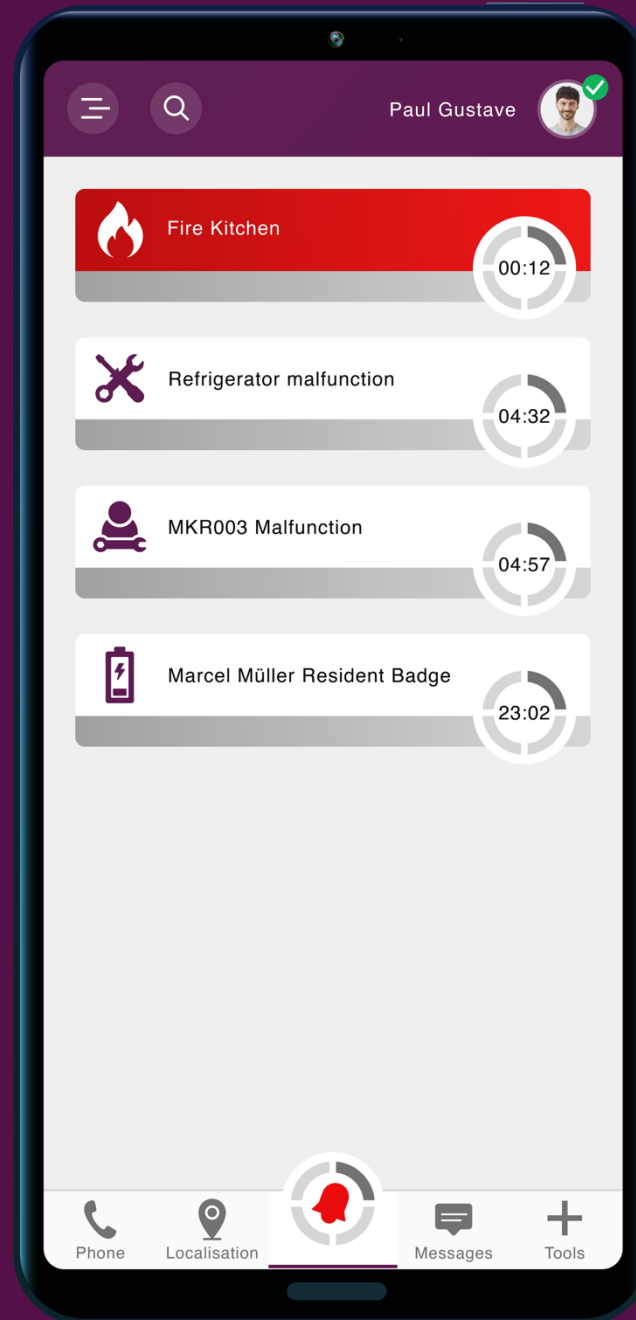 Paul Gustave
Fire Kitchen
00:12
Refrigerator malfunction
04:32
MKR003 Malfunction
04:57
Marcel Müller Resident Badge
23:02
Phone
Localisation
Messages
Tools